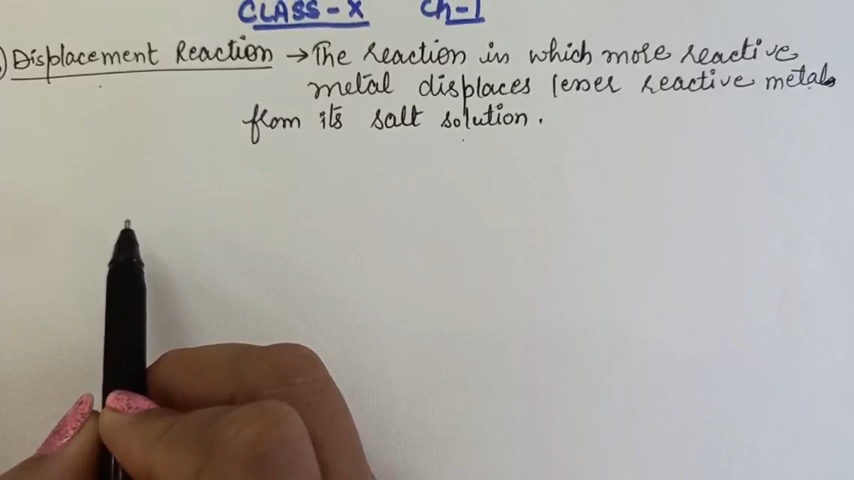 CLASS-X Ch-1
Displacement Reaction → The reaction in which more reactive
metal displaces lesser reactive metal
from its salt solution.